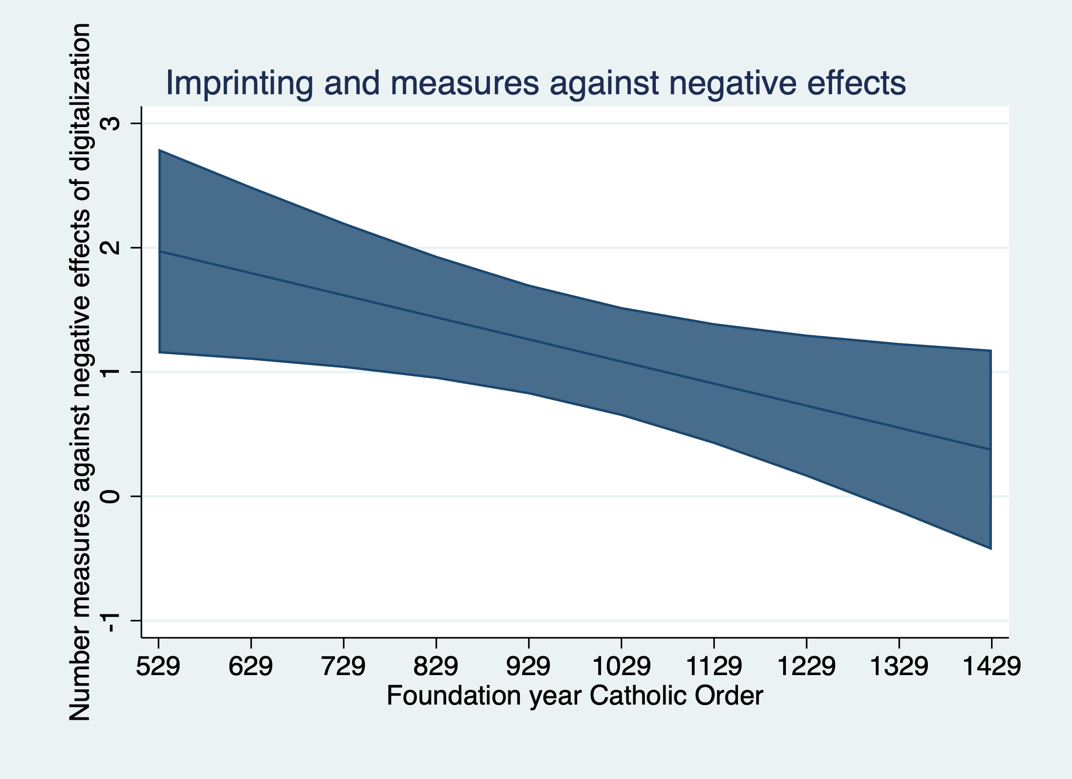 Imprinting and measures against negative effects
Number measures against negative effects of digitalization
3
2
1
0
-1
529 629 729 829 929 1029 1129 1229 1329 1429
Foundation year Catholic Order